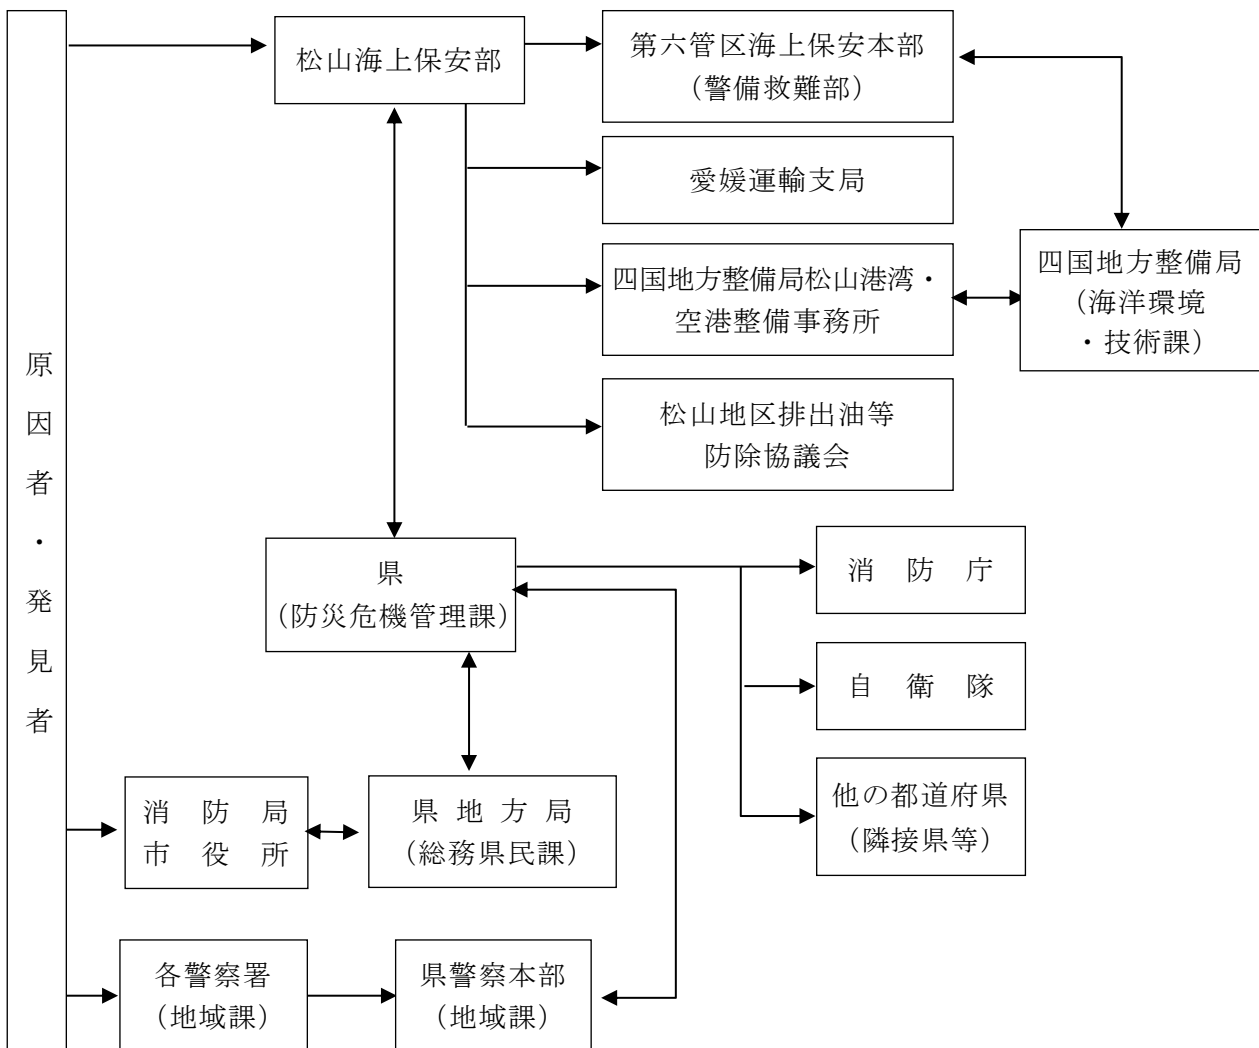 原因者・発見者
松山海上保安部
第六管区海上保安本部
(警備救難部)
愛媛運輸支局
四国地方整備局松山港湾・
空港整備事務所
四国地方整備局
(海洋環境
・技術課)
松山地区排出油等
防除協議会
県
(防災危機管理課)
消 防 庁
自 衛 隊
他の都道府県
(隣接県等)
消 防 局
市 役 所
県 地 方 局
(総務県民課)
各警察署
(地域課)
県警察本部
(地域課)